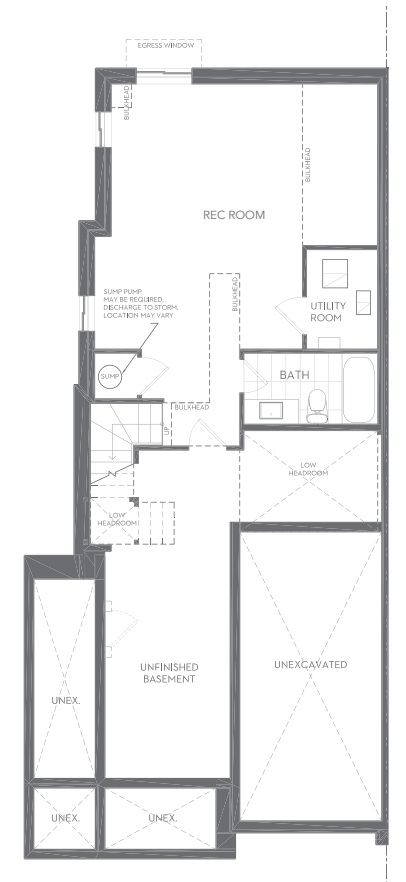 EGRESS WINDOW
BULKHEAD
BULKHEAD
REC ROOM
BULKHEAD
SUMP PUMP
MAY BE REQUIRED.
DISCHARGE TO STORM.
LOCATION MAY VARY
UTILITY
ROOM
SUMP
BATH
BULKHEAD
UP
LOW
HEADROOM
LOW
HEADROOM
UNFINISHED
BASEMENT
UNEXCAVATED
UNEX.
UNEX.
UNEX.